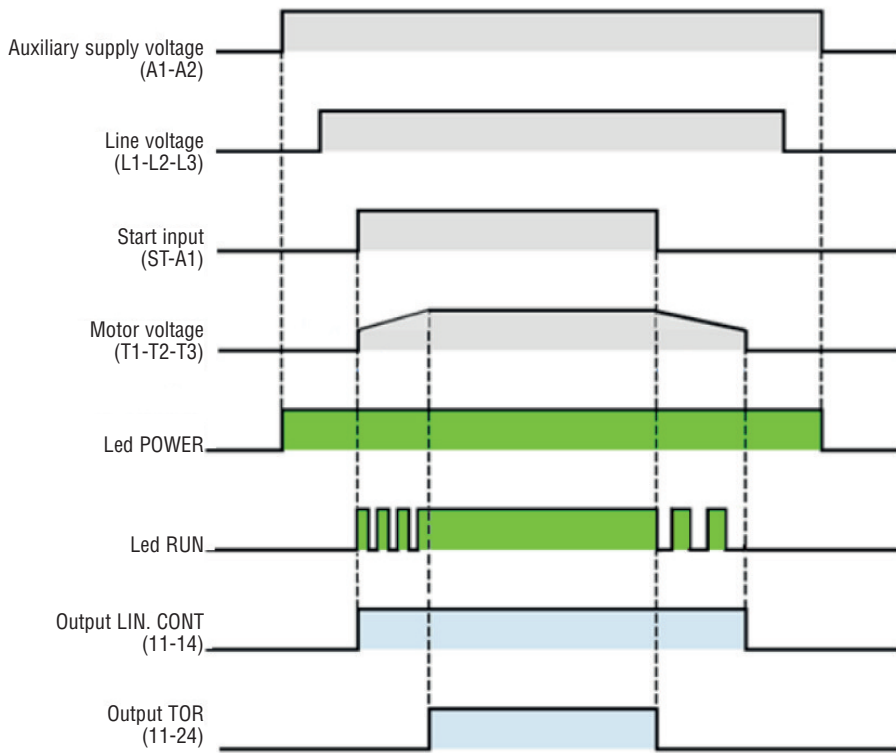 Auxiliary supply voltage
(A1-A2)
Line voltage
(L1-L2-L3)
Start input
(ST-A1)
Motor voltage
(T1-T2-T3)
Led POWER
Led RUN
Output LIN. CONT
(11-14)
Output TOR
(11-24)